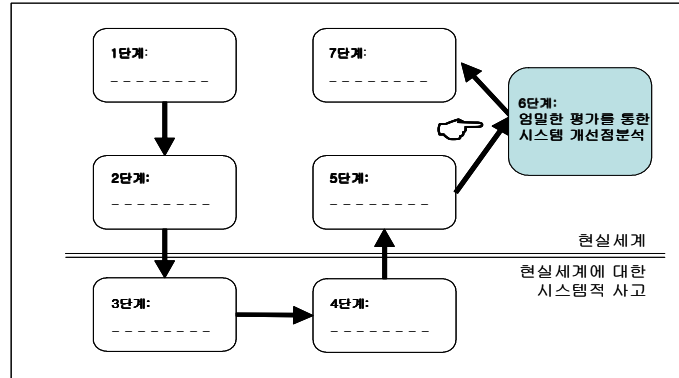 1단계:
_ _ _ _ _ _ _ _
7단계:
_ _ _ _ _ _ _ _
6단계:
엄밀한 평가를 통한
시스템 개선점분석
2단계:
_ _ _ _ _ _ _ _
5단계:
_ _ _ _ _ _ _ _
현실세계
현실세계에 대한
시스템적 사고
3단계:
_ _ _ _ _ _ _ _
4단계:
_ _ _ _ _ _ _ _